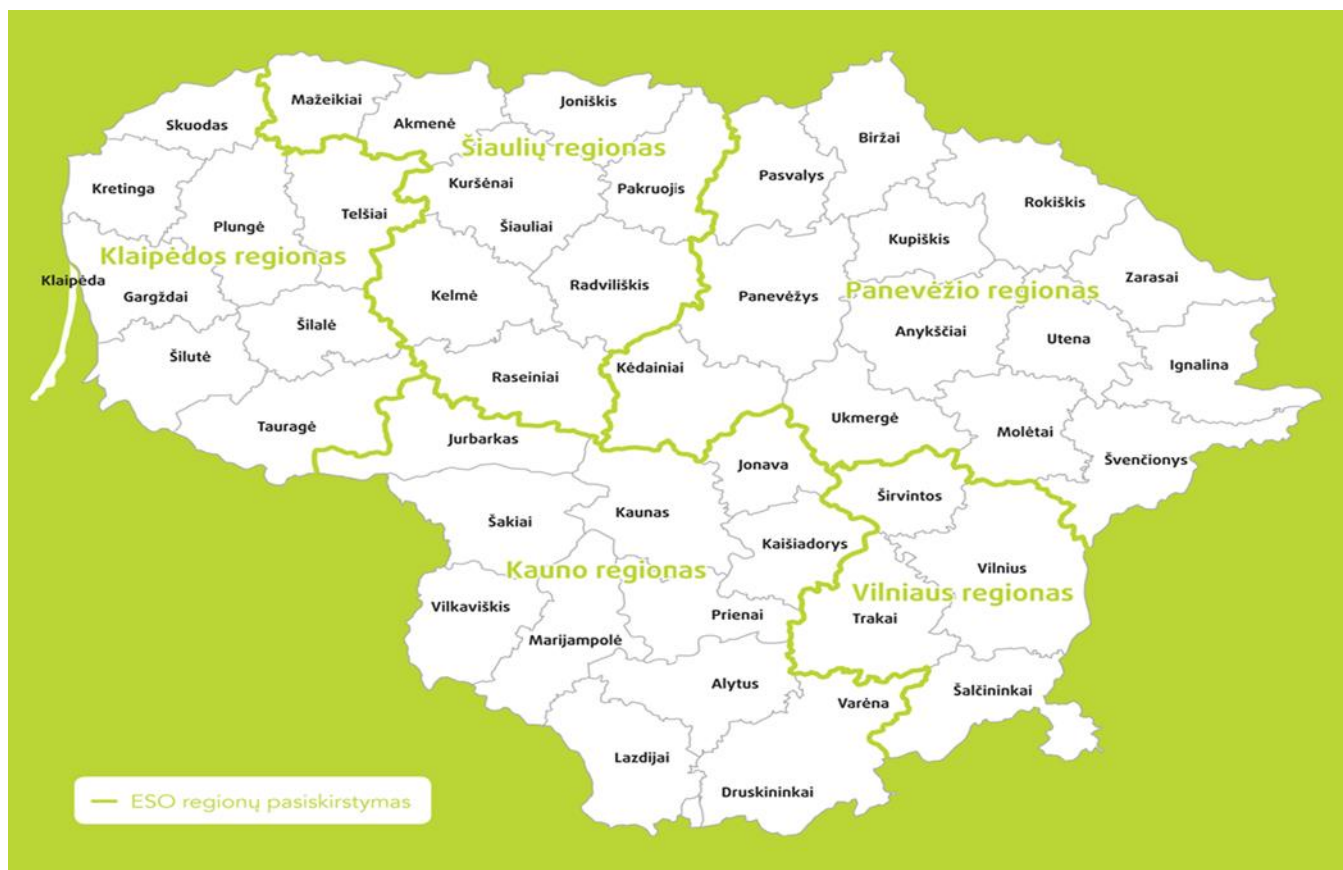 Mažeikiai
Joniškis
Akmenė
Skuodas
Biržai
Šiaulių regionas
Pasvalys
Kuršėnai
Kretinga
Pakruojis
Rokiškis
Telšiai
Plungė
Šiauliai
Kupiškis
Klaipėdos regionas
Klaipėda
Zarasai
Radviliškis
Kelmė
Panevėžys
Panevėžio regionas
Gargždai
Šilalė
Anykščiai
Utena
Šilutė
Ignalina
Kėdainiai
Raseiniai
Tauragė
Ukmergė
Molėtai
Jurbarkas
Švenčionys
Jonava
Širvintos
Šakiai
Kaunas
Kaišiadorys
Vilnius
Kauno regionas
Vilniaus regionas
Vilkaviškis
Prienai
Trakai
Marijampolė
Alytus
Šalčininkai
Varėna
Lazdijai
Druskininkai
ESO regionų pasiskirstymas